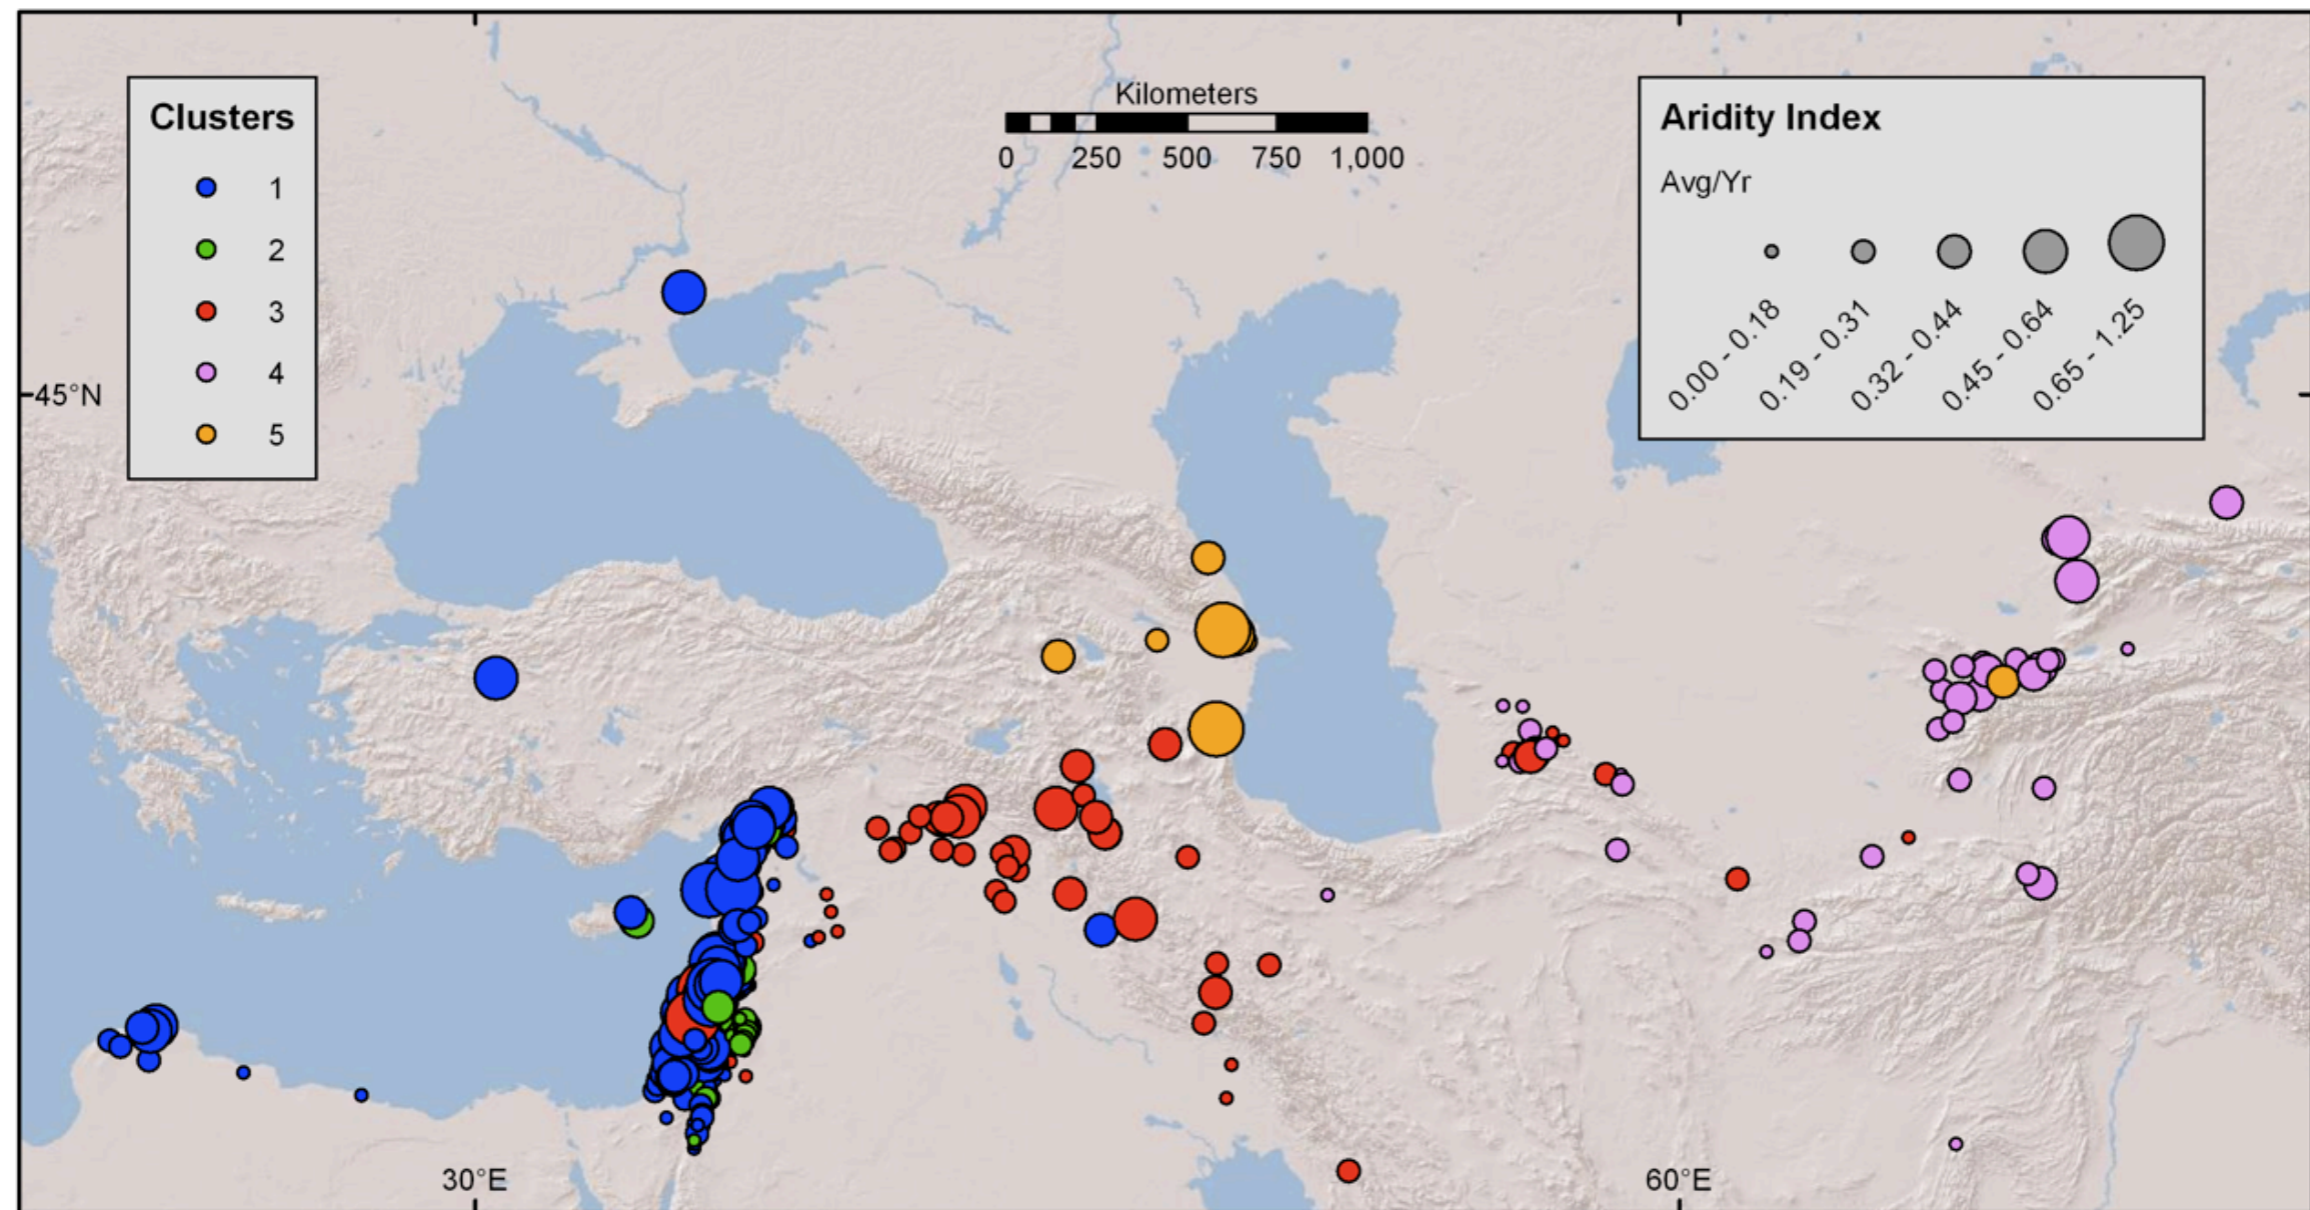 Clusters
1
2
3
4
5
Kilometers
0 250 500 750 1,000
Aridity Index
Avg/Yr
0.00 - 0.18
0.19 - 0.31
0.32 - 0.44
0.45 - 0.64
0.65 - 1.25
45°N
30°E
60°E